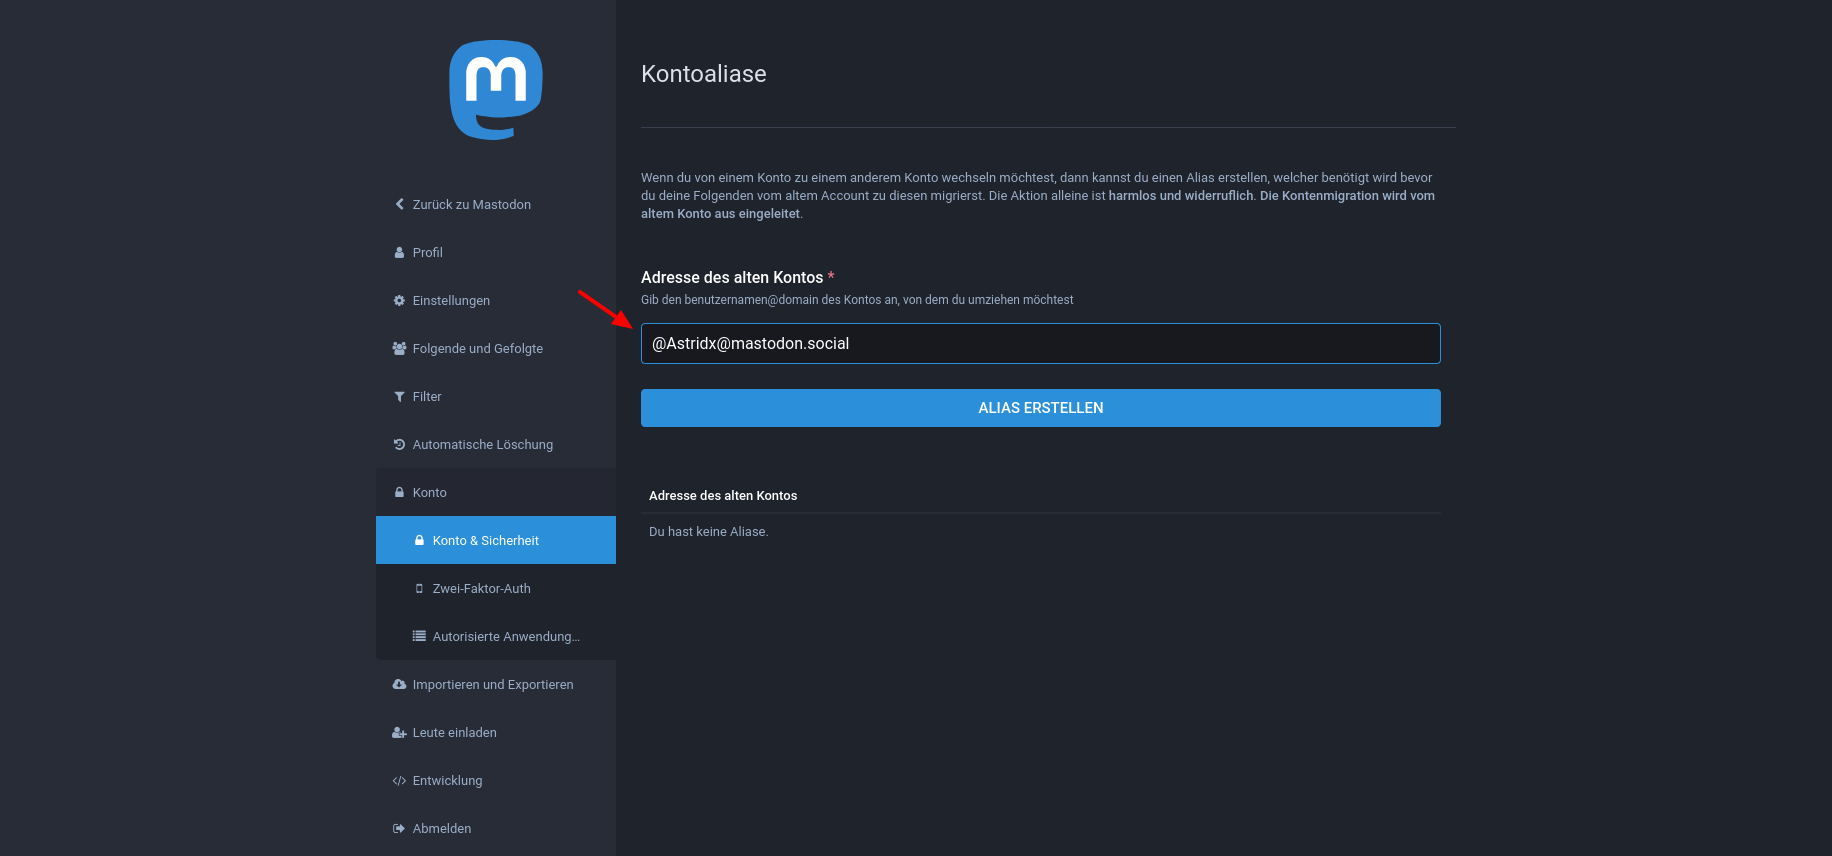 m
Zurück zu Mastodon
Profil
Einstellungen
Folgende und Gefolgte
Filter
Automatische Löschung
Konto
Konto & Sicherheit
Zwei-Faktor-Auth
Autorisierte Anwendung…
Importieren und Exportieren
Leute einladen
Entwicklung
Abmelden
Kontoaliase
Wenn du von einem Konto zu einem anderem Konto wechseln möchtest, dann kannst du einen Alias erstellen, welcher benötigt wird bevor
du deine Folgenden vom altem Account zu diesen migrierst. Die Aktion alleine ist harmlos und widerruflich. Die Kontenmigration wird vom
altem Konto aus eingeleitet.
Adresse des alten Kontos *
Gib den benutzernamen@domain des Kontos an, von dem du umziehen möchtest
@Astridx@mastodon.social
ALIAS ERSTELLEN
Adresse des alten Kontos
Du hast keine Aliase.